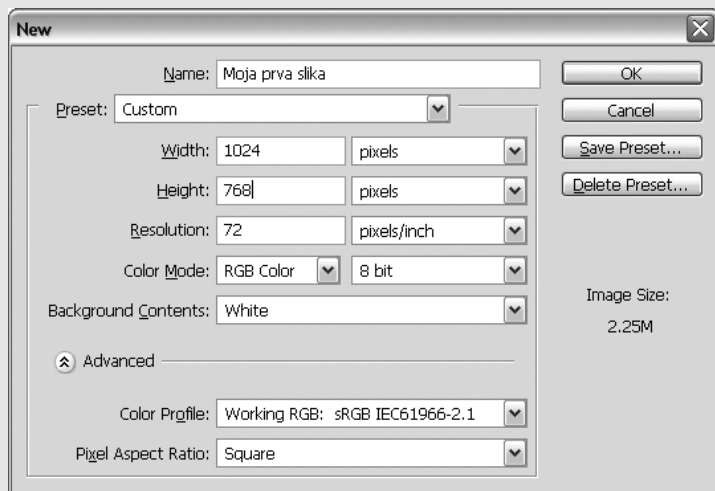 New
Name: Moja prva slika
OK
Preset: Custom
Cancel
Width: 1024 pixels
Save Preset...
Height: 768 pixels
Delete Preset...
Resolution: 72 pixels/inch
Color Mode: RGB Color 8 bit
Image Size:
Background Contents: White
2.25M
Advanced
Color Profile: Working RGB: sRGB IEC61966-2.1
Pixel Aspect Ratio: Square